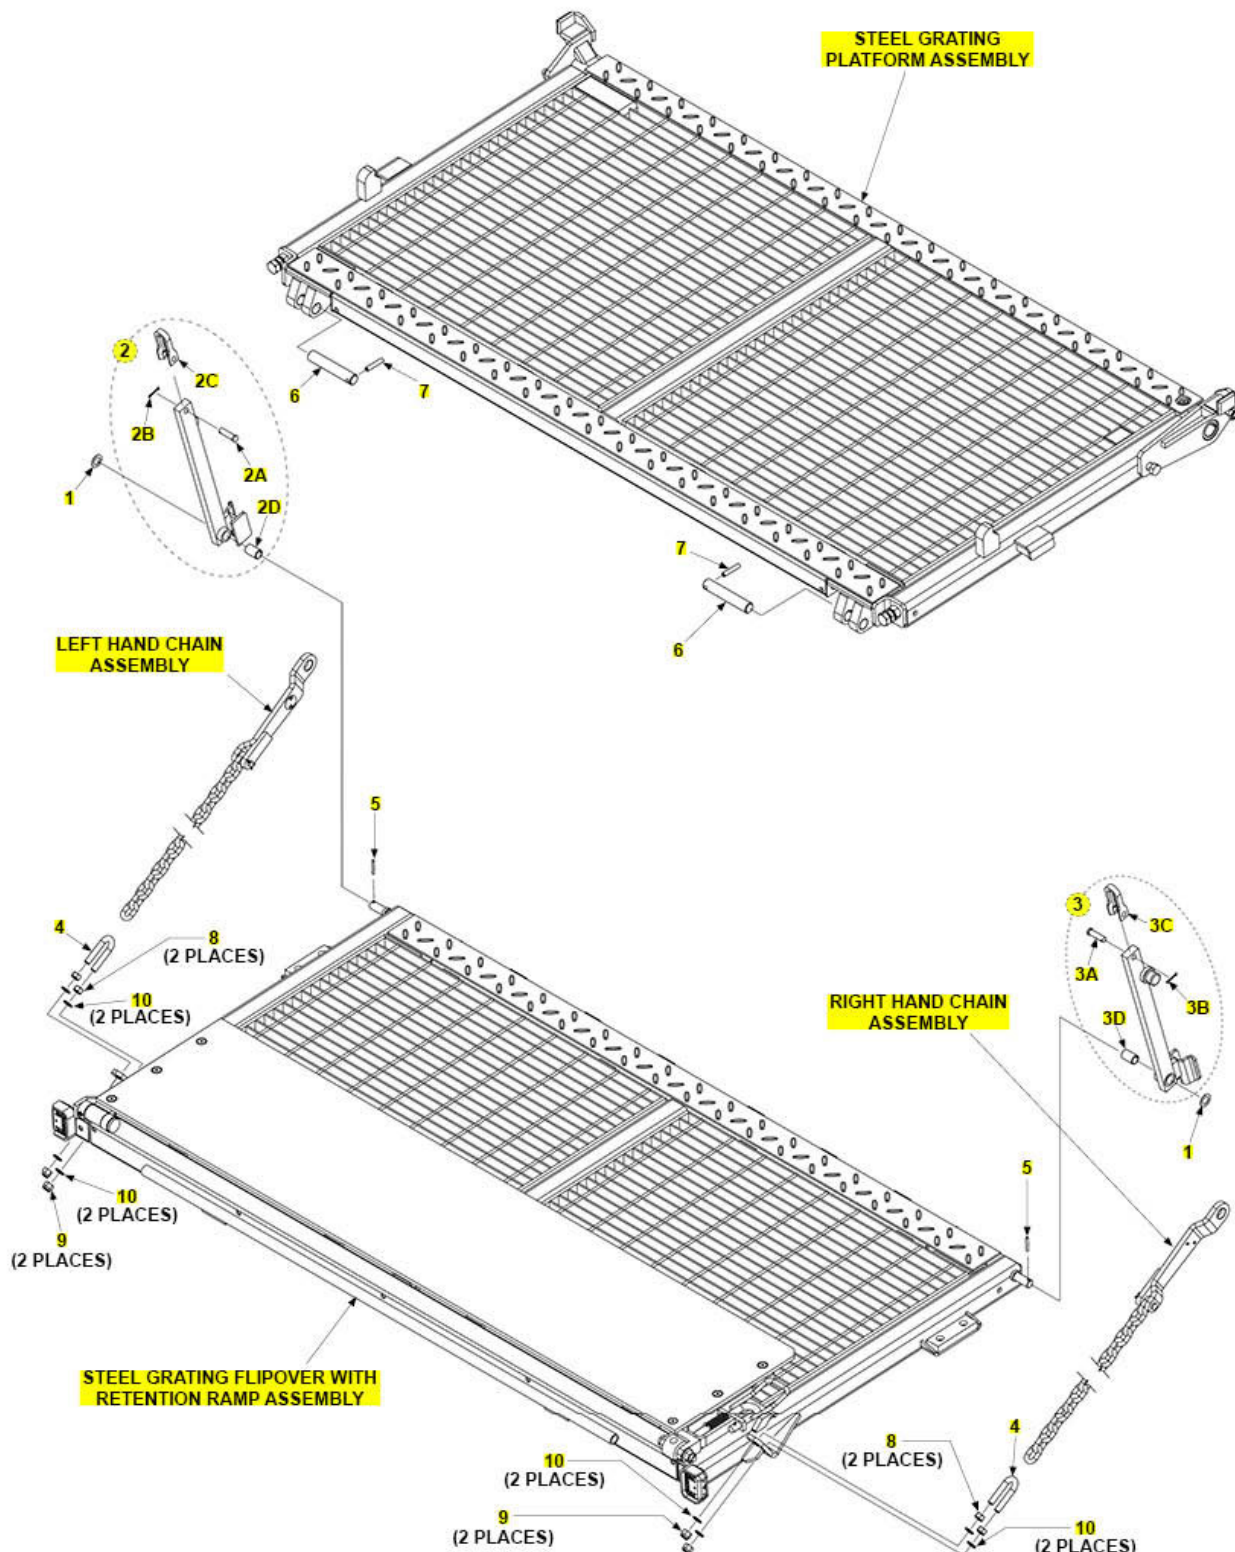 STEEL GRATING
PLATFORM ASSEMBLY
2
2C
2B
2A
1
2D
6
7
7
6
LEFT HAND CHAIN
ASSEMBLY
5
4
8
(2 PLACES)
10
(2 PLACES)
3
3C
3A
3B
3D
RIGHT HAND CHAIN
ASSEMBLY
1
5
10
(2 PLACES)
9
(2 PLACES)
STEEL GRATING FLIPOVER WITH
RETENTION RAMP ASSEMBLY
4
8
(2 PLACES)
10
(2 PLACES)
9
(2 PLACES)
10
(2 PLACES)